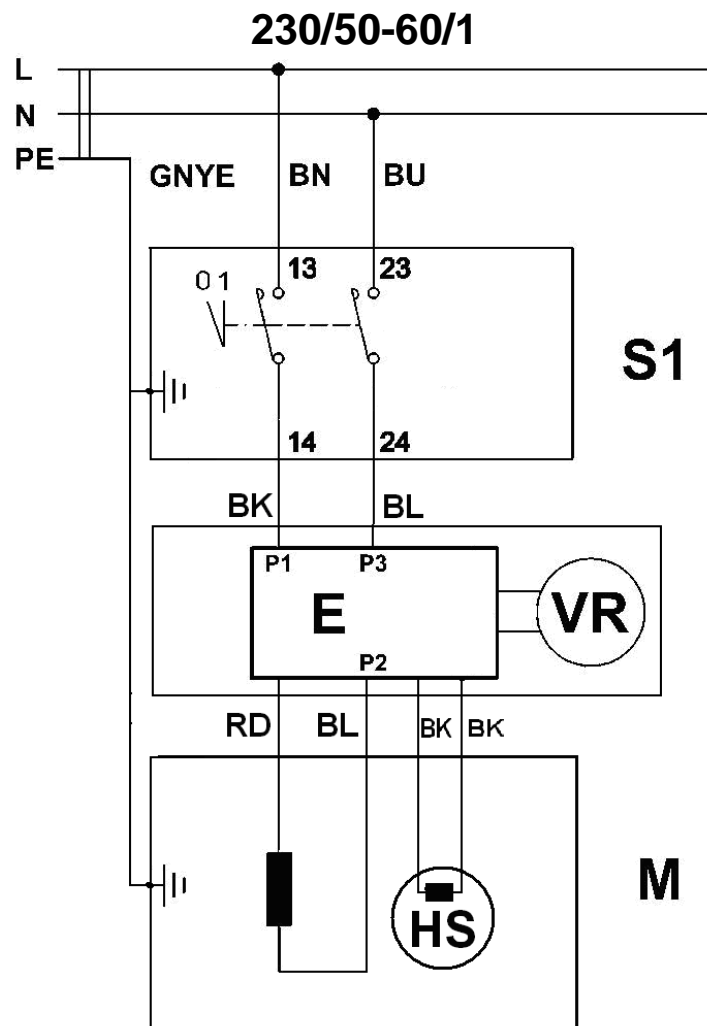 230/50-60/1
L
N
PE
GNYE BN BU
13 23
0 1
S1
14 24
BK BL
P1 P3
E VR
P2
RD BL BK BK
M
HS